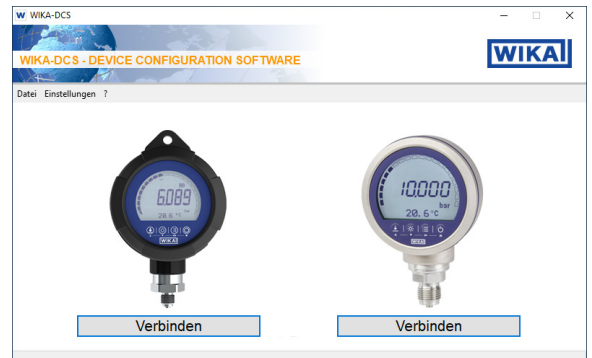 WIKA-DCS
WIKA-DCS - DEVICE CONFIGURATION SOFTWARE
WIKA
Datei Einstellungen ?
6.089
20.6 °C
WIKA
10.000
bar
20.6 °C
WIKA
Verbinden
Verbinden